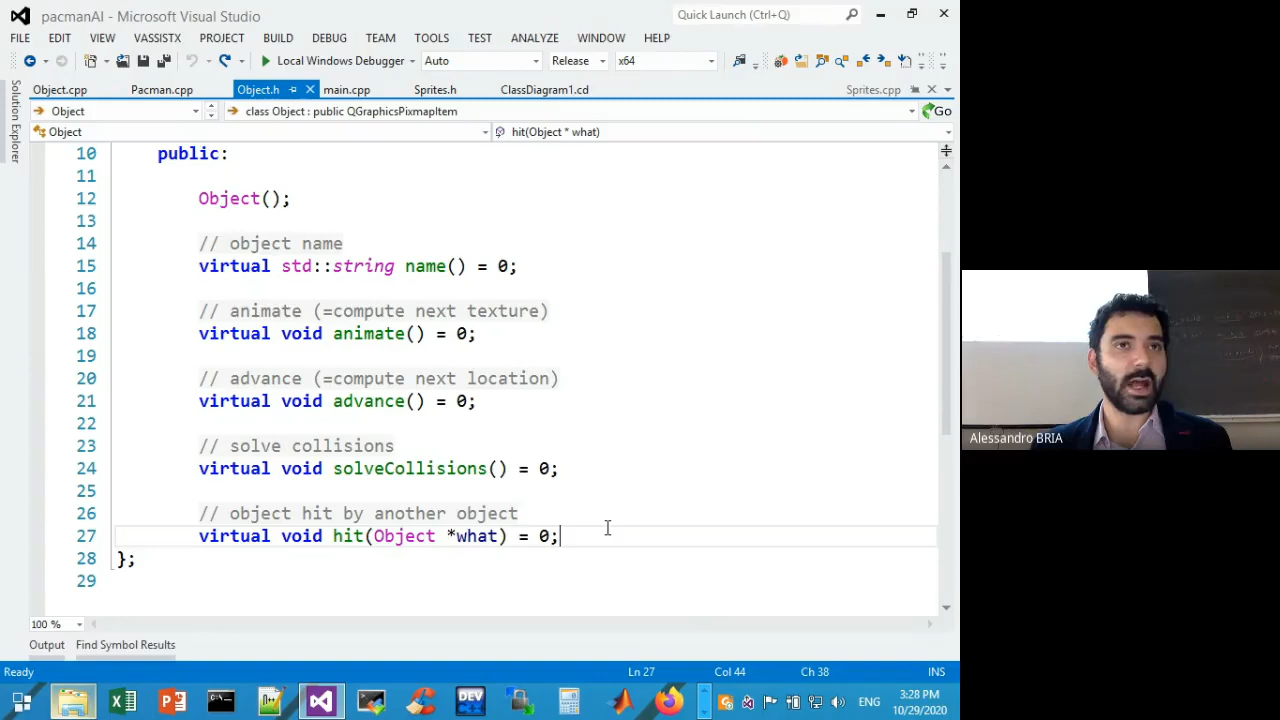 pacmanAI - Microsoft Visual Studio
Quick Launch (Ctrl+Q)
FILE EDIT VIEW VASSISTX PROJECT BUILD DEBUG TEAM TOOLS TEST ANALYZE WINDOW HELP
Local Windows Debugger Auto Release x64
Object.cpp Pacman.cpp Object.h main.cpp Sprites.h ClassDiagram1.cd Sprites.cpp
Object class Object : public QGraphicsPixmapItem Go
Object hit(Object * what)
Solution Explorer
10 public:
11
12 Object();
13
14 // object name
15 virtual std::string name() = 0;
16
17 // animate (=compute next texture)
18 virtual void animate() = 0;
19
20 // advance (=compute next location)
21 virtual void advance() = 0;
22
23 // solve collisions
24 virtual void solveCollisions() = 0;
25
26 // object hit by another object
27 virtual void hit(Object *what) = 0;
28 };
29
100 %
Output Find Symbol Results
Ready Ln 27 Col 44 Ch 38 INS
DEV
ENG
3:28 PM
10/29/2020
Alessandro BRIA